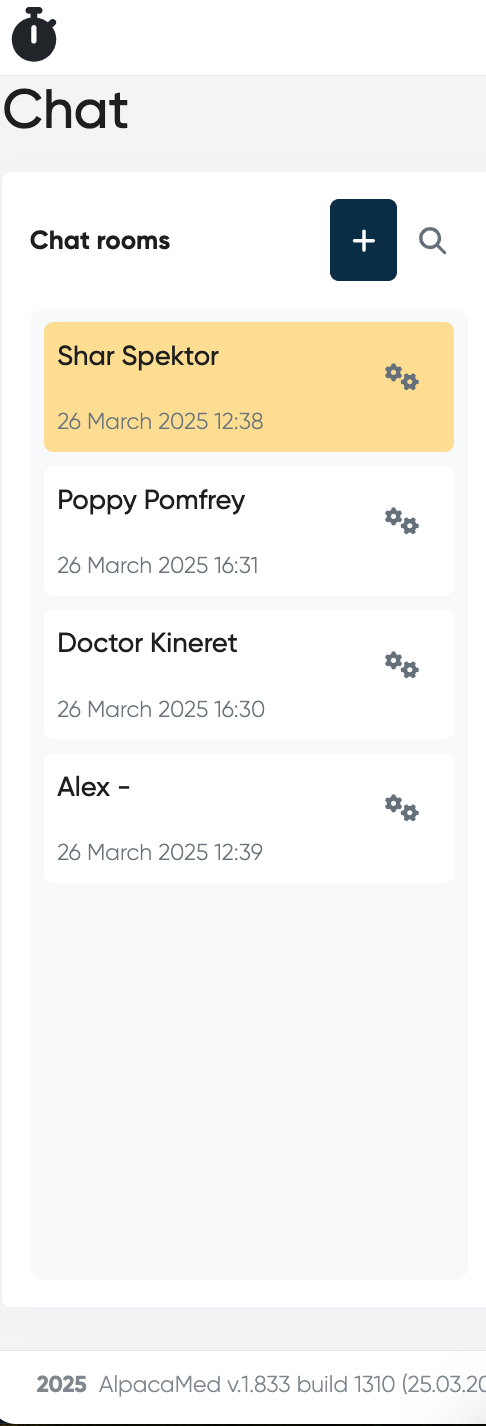 Chat
Chat rooms
Shar Spektor
26 March 2025 12:38
Poppy Pomfrey
26 March 2025 16:31
Doctor Kineret
26 March 2025 16:30
Alex -
26 March 2025 12:39
2025 AlpacaMed v.1.833 build 1310 (25.03.20